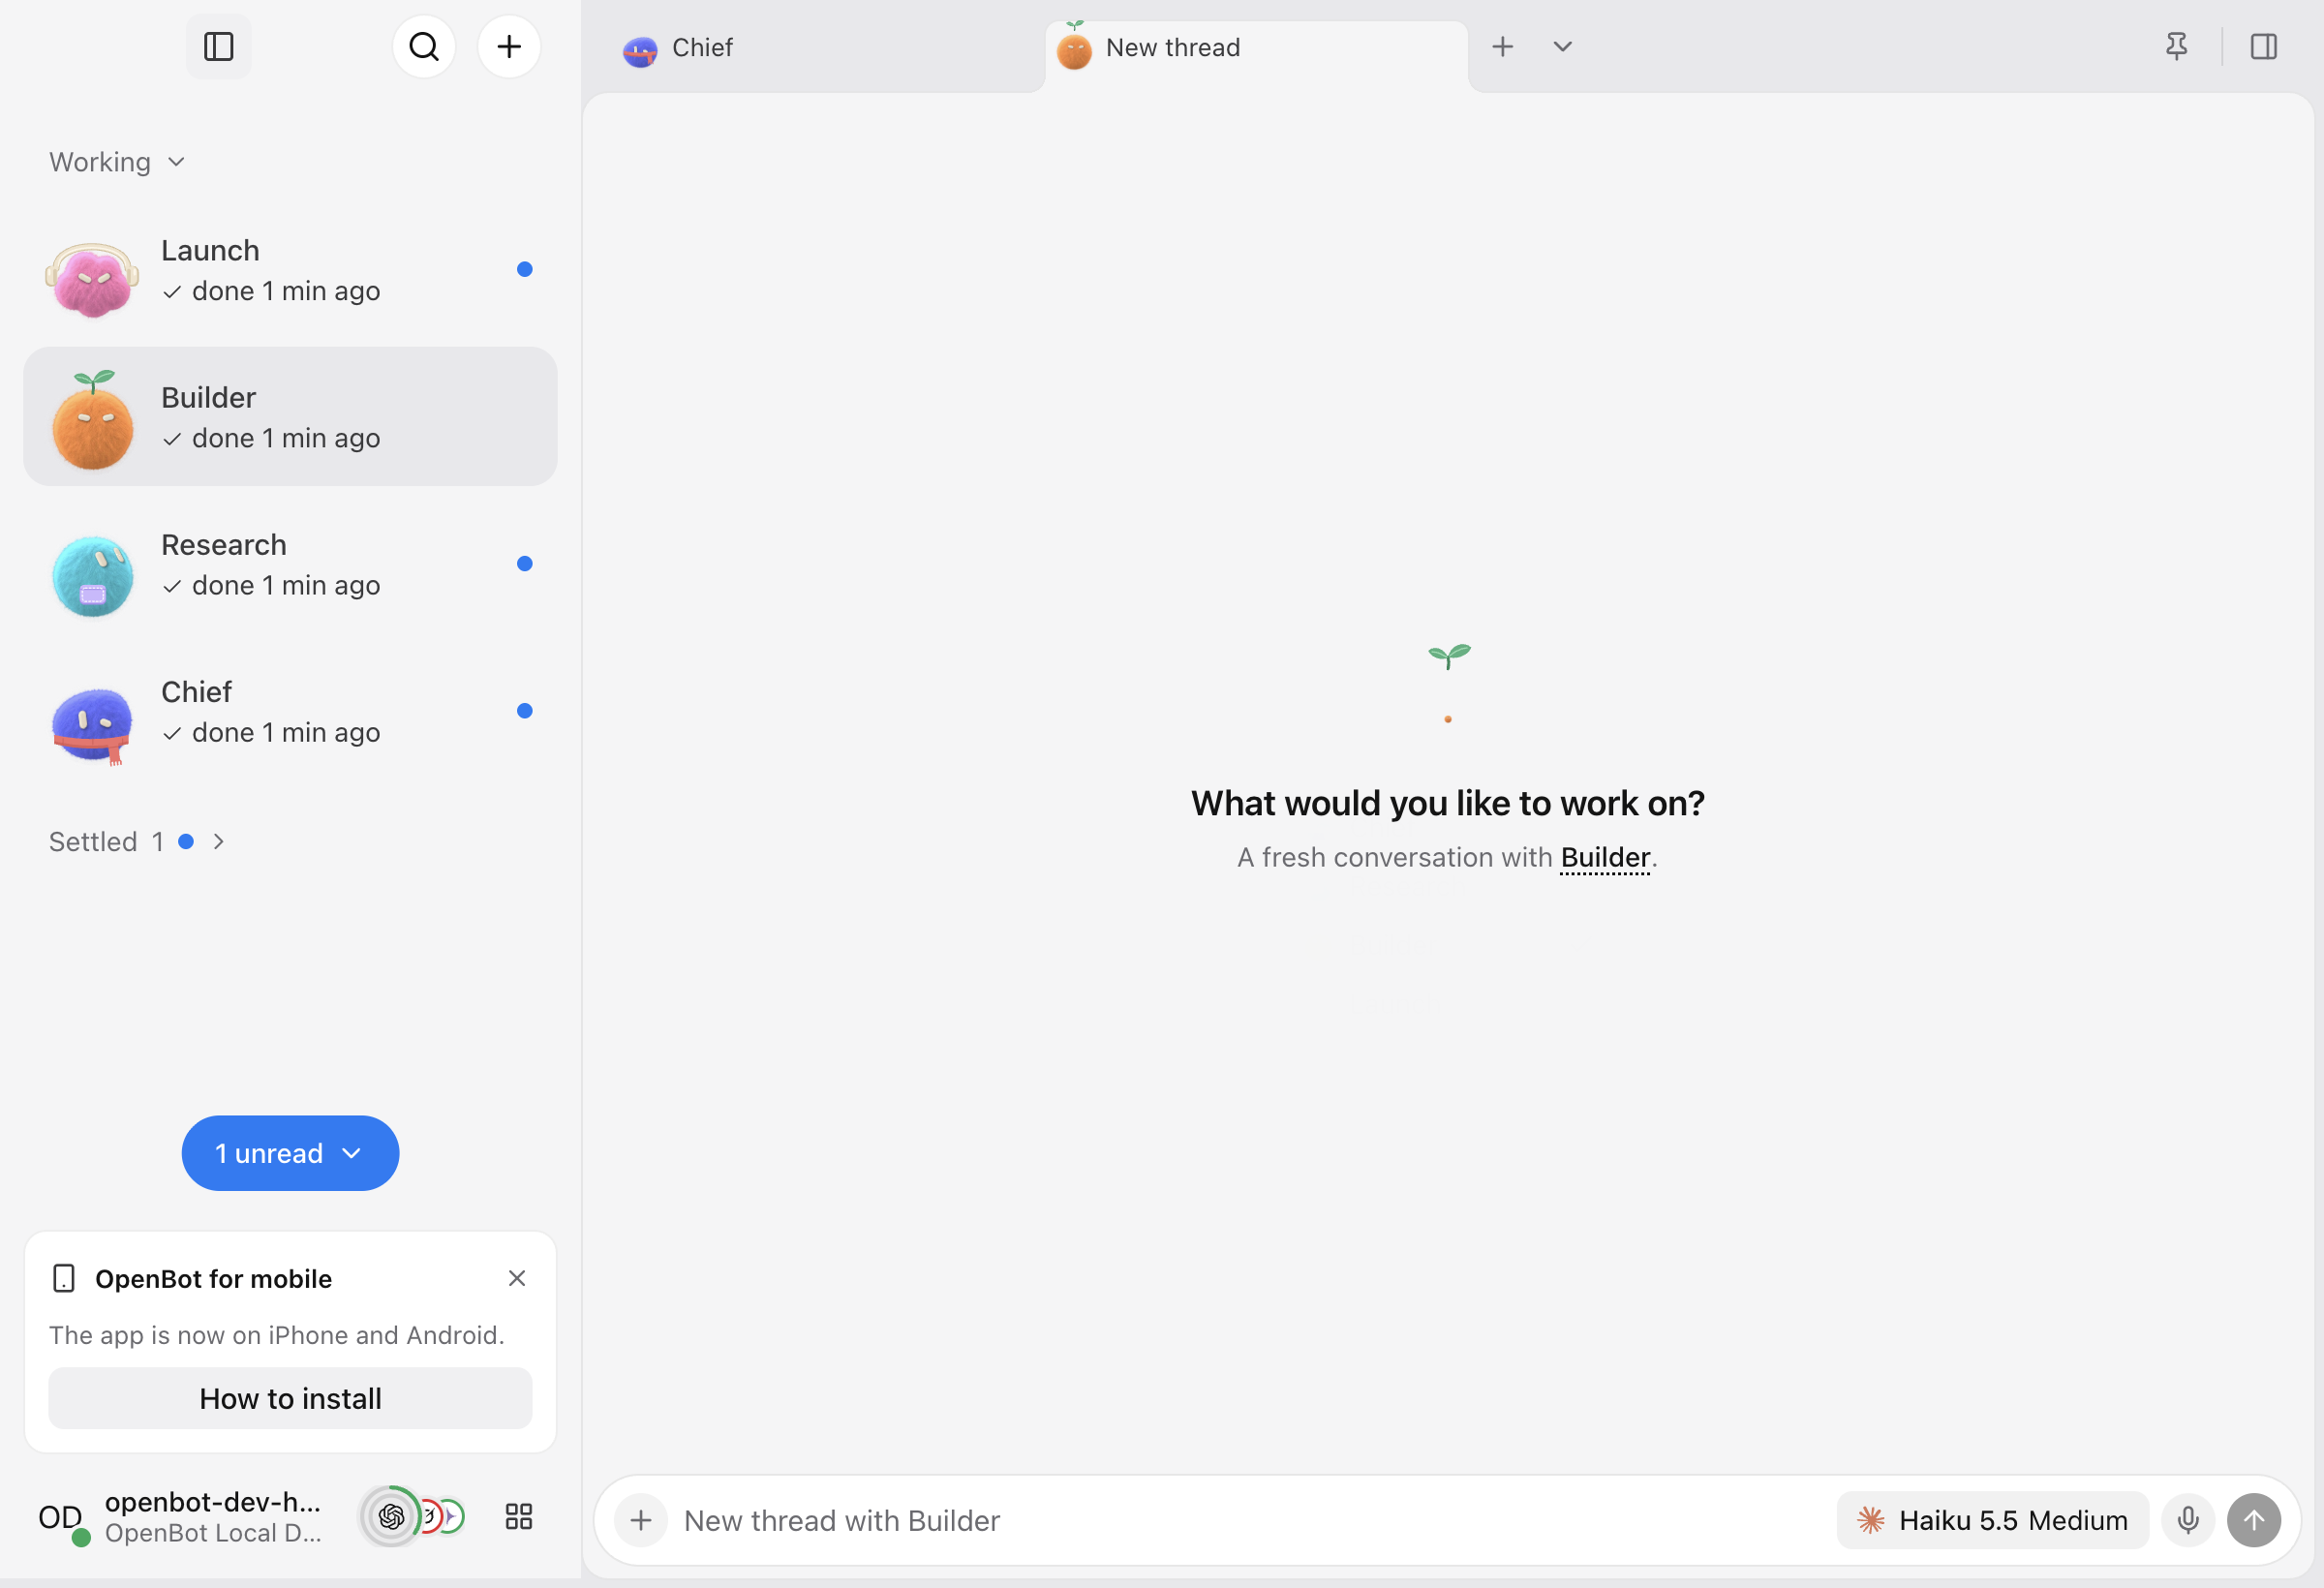 Chief
New thread
Working
Launch
done 1 min ago
Builder
done 1 min ago
Research
done 1 min ago
Chief
done 1 min ago
Settled 1
1 unread
OpenBot for mobile
The app is now on iPhone and Android.
How to install
OD
openbot-dev-h...
OpenBot Local D...
What would you like to work on?
A fresh conversation with Builder.
New thread with Builder
Haiku 5.5 Medium